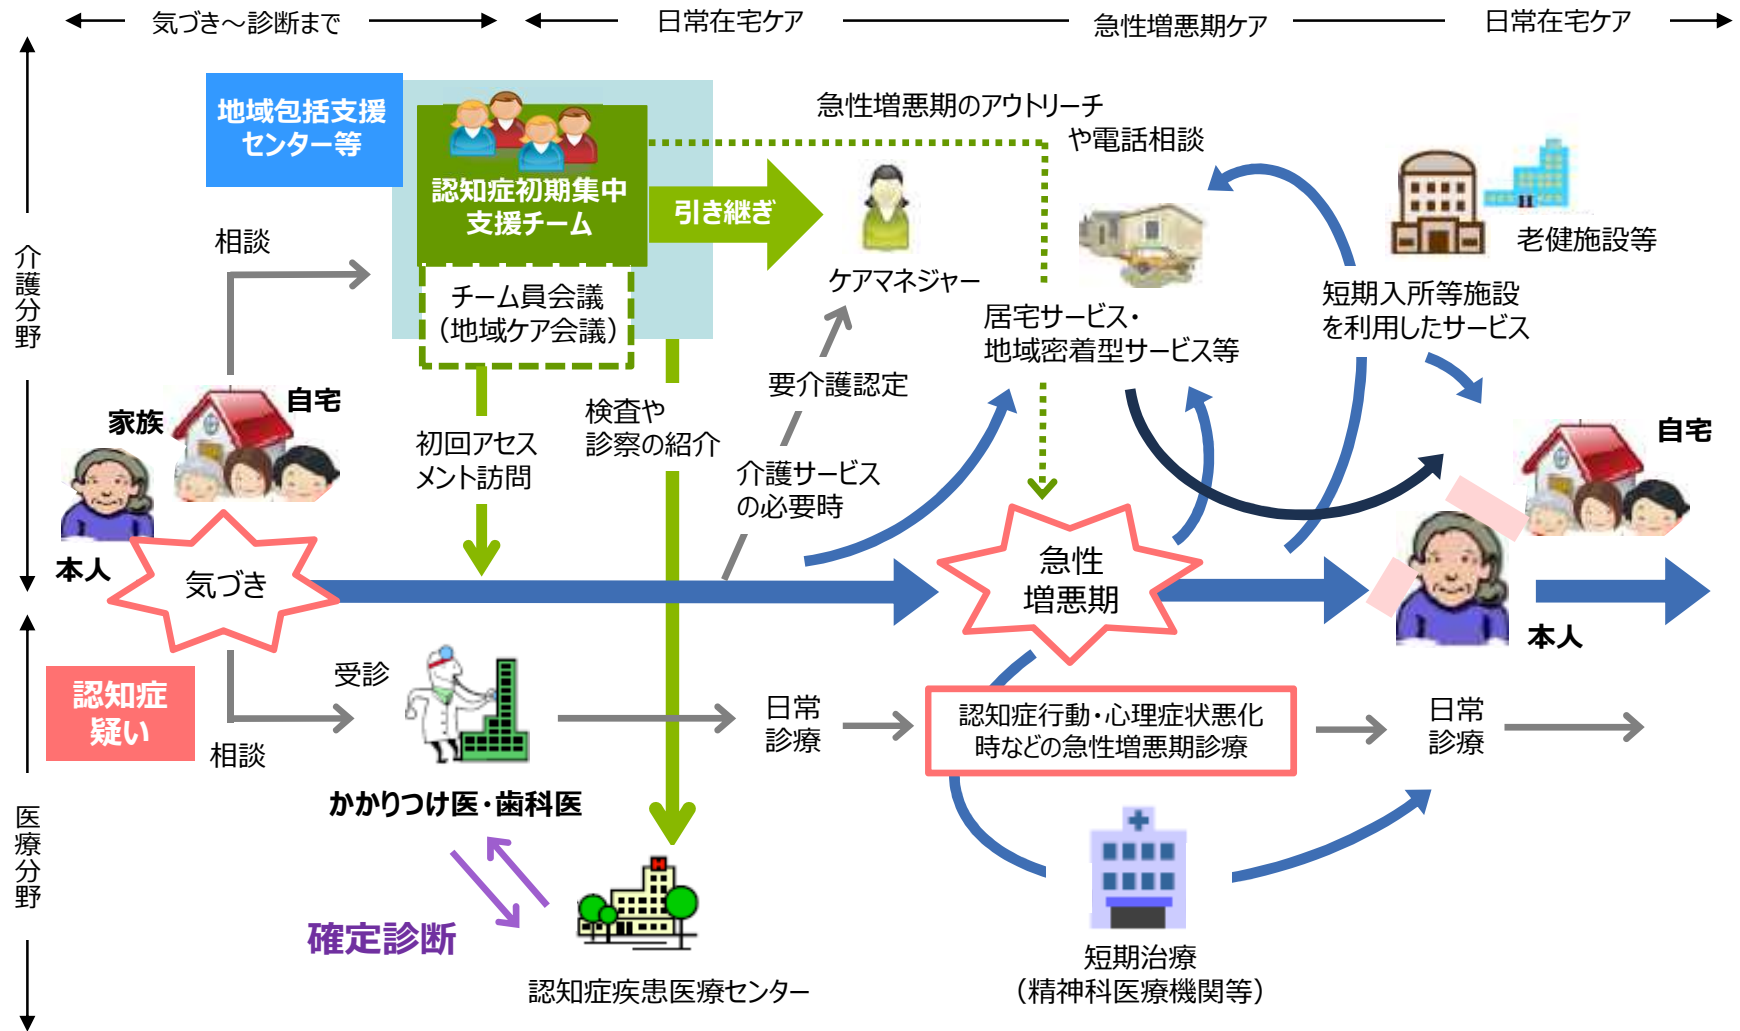 気づき～診断まで
日常在宅ケア
急性増悪期ケア
日常在宅ケア
介護分野
地域包括支援
センター等
認知症初期集中
支援チーム
チーム員会議
（地域ケア会議）
引き継ぎ
ケアマネジャー
急性増悪期のアウトリーチ
や電話相談
居宅サービス・
地域密着型サービス等
老健施設等
短期入所等施設
を利用したサービス
相談
家族
自宅
本人
気づき
初回アセス
メント訪問
検査や
診察の紹介
要介護認定
介護サービス
の必要時
急性
増悪期
自宅
本人
医療分野
認知症
疑い
相談
受診
かかりつけ医・歯科医
日常
診療
認知症行動・心理症状悪化
時などの急性増悪期診療
日常
診療
確定診断
認知症疾患医療センター
短期治療
（精神科医療機関等）